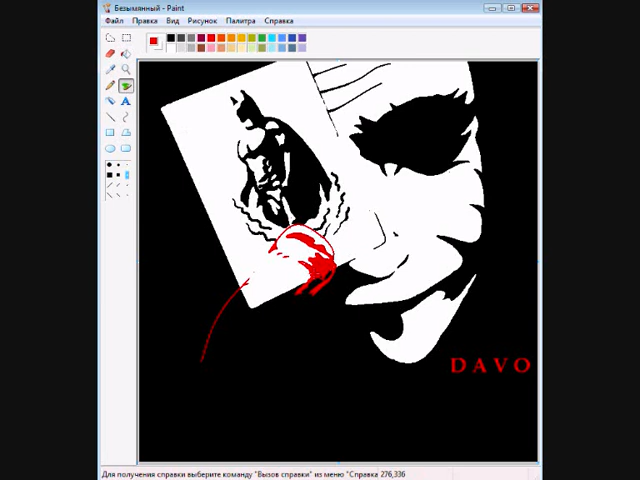 Безымянный - Paint
Файл Правка Вид Рисунок Палитра Справка
A
DAVO
Для получения справки выберите команду "Вызов справки" из меню "Справка 276,336